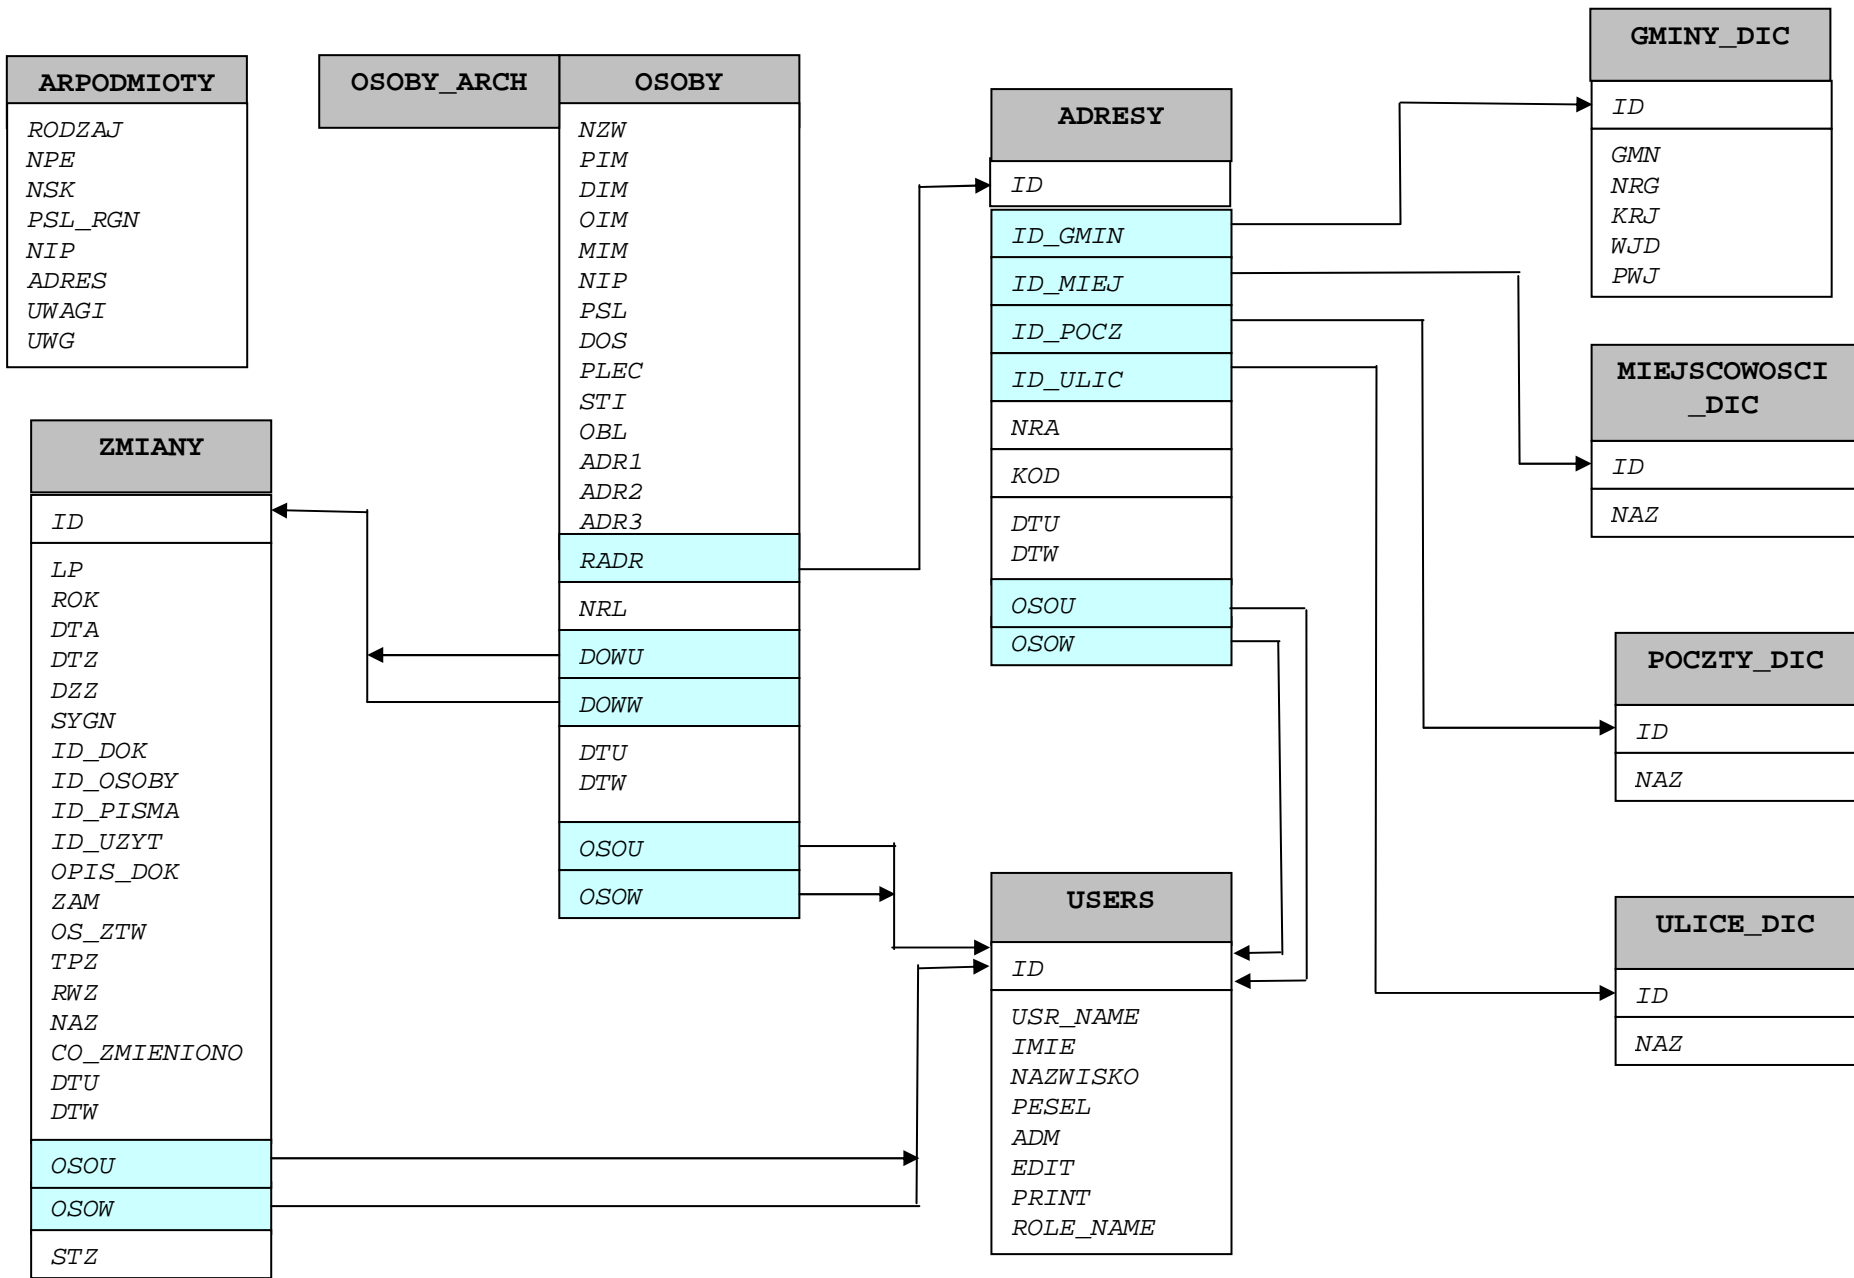 ARPODMIOTY
RODZAJ
NPE
NSK
PSL_RGN
NIP
ADRES
UWAGI
UWG
ZMIANY
ID
LP
ROK
DTA
DTZ
DZZ
SYGN
ID_DOK
ID_OSOBY
ID_PISMA
ID_UZYT
OPIS_DOK
ZAM
OS_ZTW
TPZ
RWZ
NAZ
CO_ZMIENIONO
DTU
DTW
OSOU
OSOW
STZ
OSOBY_ARCH
OSOBY
NZW
PIM
DIM
OIM
MIM
NIP
PSL
DOS
PLEC
STI
OBL
ADR1
ADR2
ADR3
RADR
NRL
DOWU
DOWW
DTU
DTW
OSOU
OSOW
ADRESY
ID
ID_GMIN
ID_MIEJ
ID_POCZ
ID_ULIC
NRA
KOD
DTU
DTW
OSOU
OSOW
USERS
ID
USR_NAME
IMIE
NAZWISKO
PESEL
ADM
EDIT
PRINT
ROLE_NAME
GMINY_DIC
ID
GMN
NRG
KRJ
WJD
PWJ
MIEJSCOWOSCI
_DIC
ID
NAZ
POCZTY_DIC
ID
NAZ
ULICE_DIC
ID
NAZ